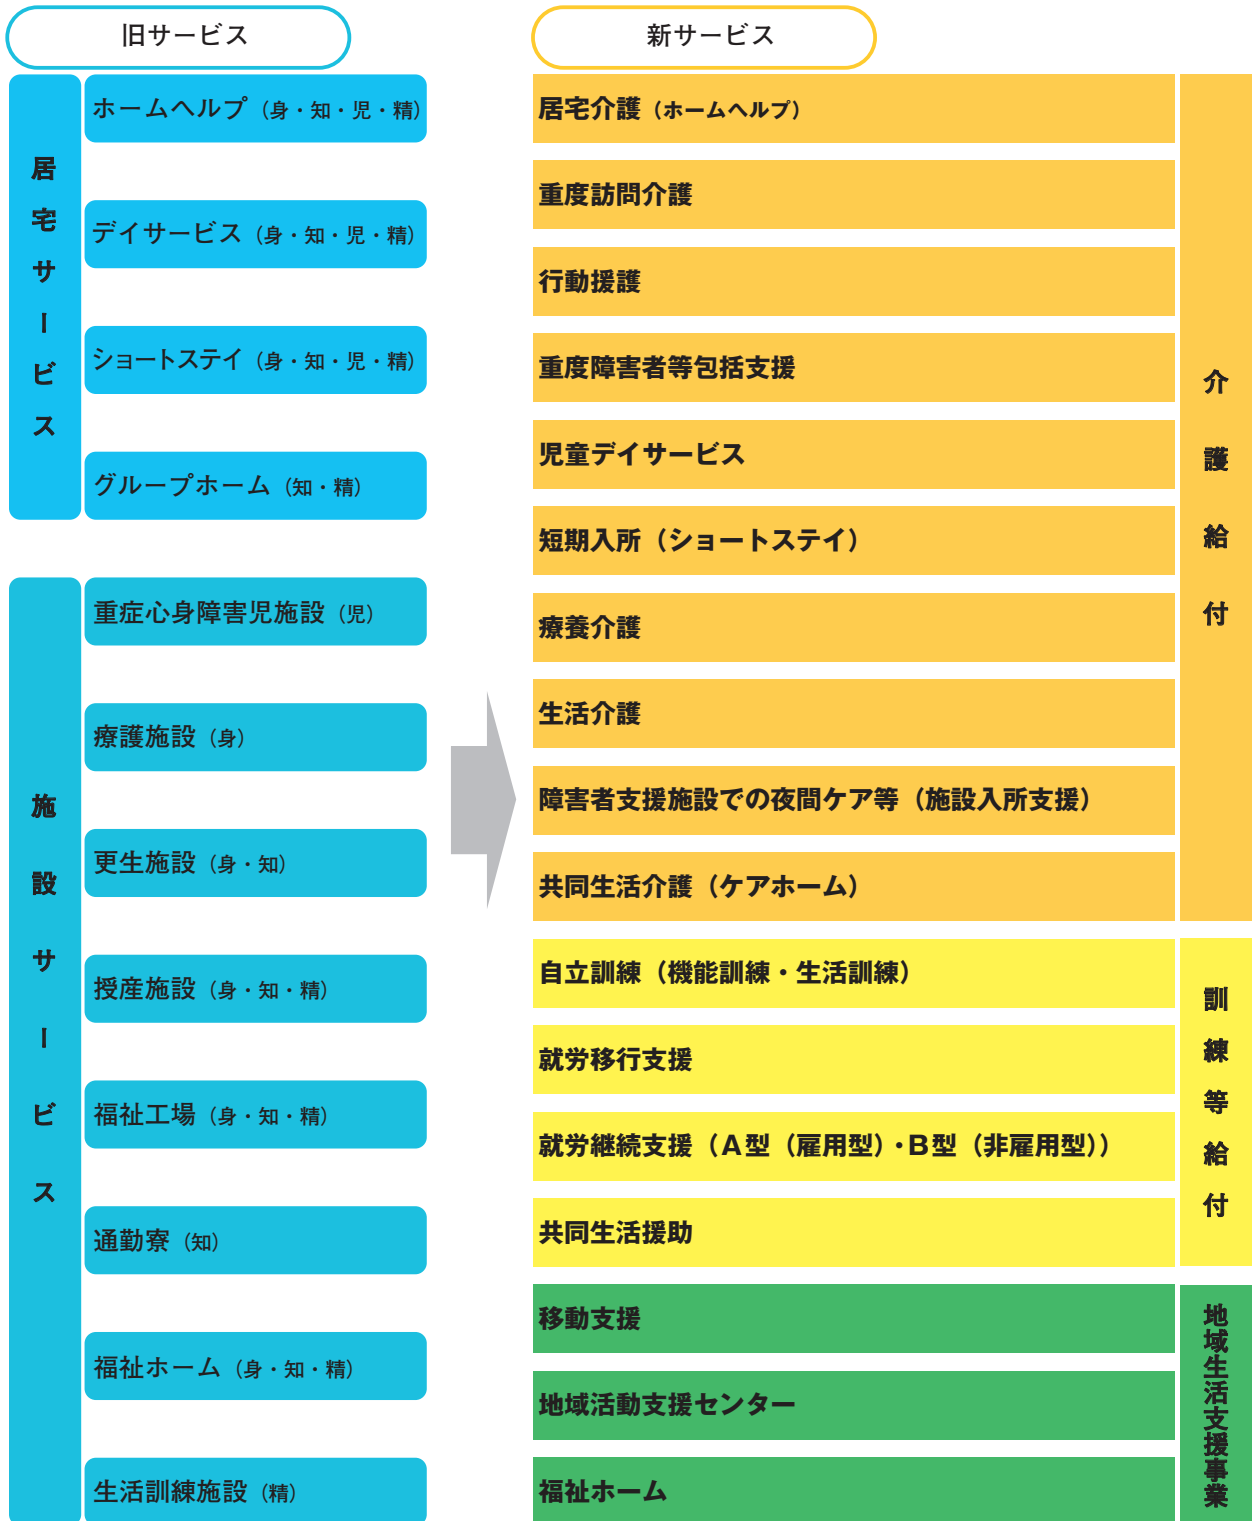 旧サービス
居宅サービス
ホームヘルプ（身・知・児・精）
デイサービス（身・知・児・精）
ショートステイ（身・知・児・精）
グループホーム（知・精）
施設サービス
重症心身障害児施設（児）
療護施設（身）
更生施設（身・知）
授産施設（身・知・精）
福祉工場（身・知・精）
通勤寮（知）
福祉ホーム（身・知・精）
生活訓練施設（精）
新サービス
居宅介護（ホームヘルプ）
重度訪問介護
行動援護
重度障害者等包括支援
児童デイサービス
短期入所（ショートステイ）
療養介護
生活介護
障害者支援施設での夜間ケア等（施設入所支援）
共同生活介護（ケアホーム）
介護給付
自立訓練（機能訓練・生活訓練）
就労移行支援
就労継続支援（A型（雇用型）・B型（非雇用型））
共同生活援助
訓練等給付
移動支援
地域活動支援センター
福祉ホーム
地域生活支援事業